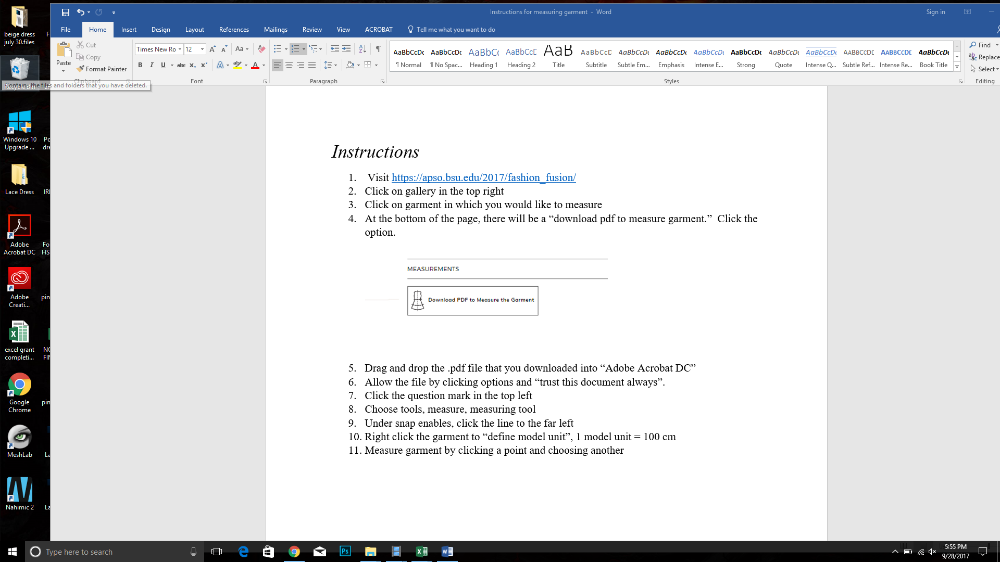 Instructions for measuring garment - Word
Sign in
File Home Insert Design Layout References Mailings Review View ACROBAT Tell me what you want to do
Paste
Cut
Copy
Format Painter
Clipboard
Times New Ro 12
Font
Paragraph
AaBbCcDc AaBbCcDc AaBbC AaBbCcD AaB AaBbCcD AaBbCcDc AaBbCcDc AaBbCcDc AaBbCcDc AaBbCcDc AaBbCcDc AABBCCDD AABBCCDD AaBbCcDc
¶ Normal ¶ No Spac... Heading 1 Heading 2 Title Subtitle Subtle Em... Emphasis Intense E... Strong Quote Intense Q... Subtle Ref... Intense Re... Book Title
Styles
Find
Replace
Select
Editing
beige dress
july 30.files
Recycle Bin
Contains the files and folders that you have deleted.
Windows 10
Upgrade ...
Lace Dress
Adobe
Acrobat DC
Adobe
Creati...
excel grant
completi...
Google
Chrome
MeshLab
Nahimic 2
Instructions
1. Visit https://apso.bsu.edu/2017/fashion_fusion/
2. Click on gallery in the top right
3. Click on garment in which you would like to measure
4. At the bottom of the page, there will be a “download pdf to measure garment.” Click the
option.
MEASUREMENTS
Download PDF to Measure the Garment
5. Drag and drop the .pdf file that you downloaded into “Adobe Acrobat DC”
6. Allow the file by clicking options and “trust this document always”.
7. Click the question mark in the top left
8. Choose tools, measure, measuring tool
9. Under snap enables, click the line to the far left
10. Right click the garment to “define model unit”, 1 model unit = 100 cm
11. Measure garment by clicking a point and choosing another
Type here to search
5:55 PM
9/28/2017